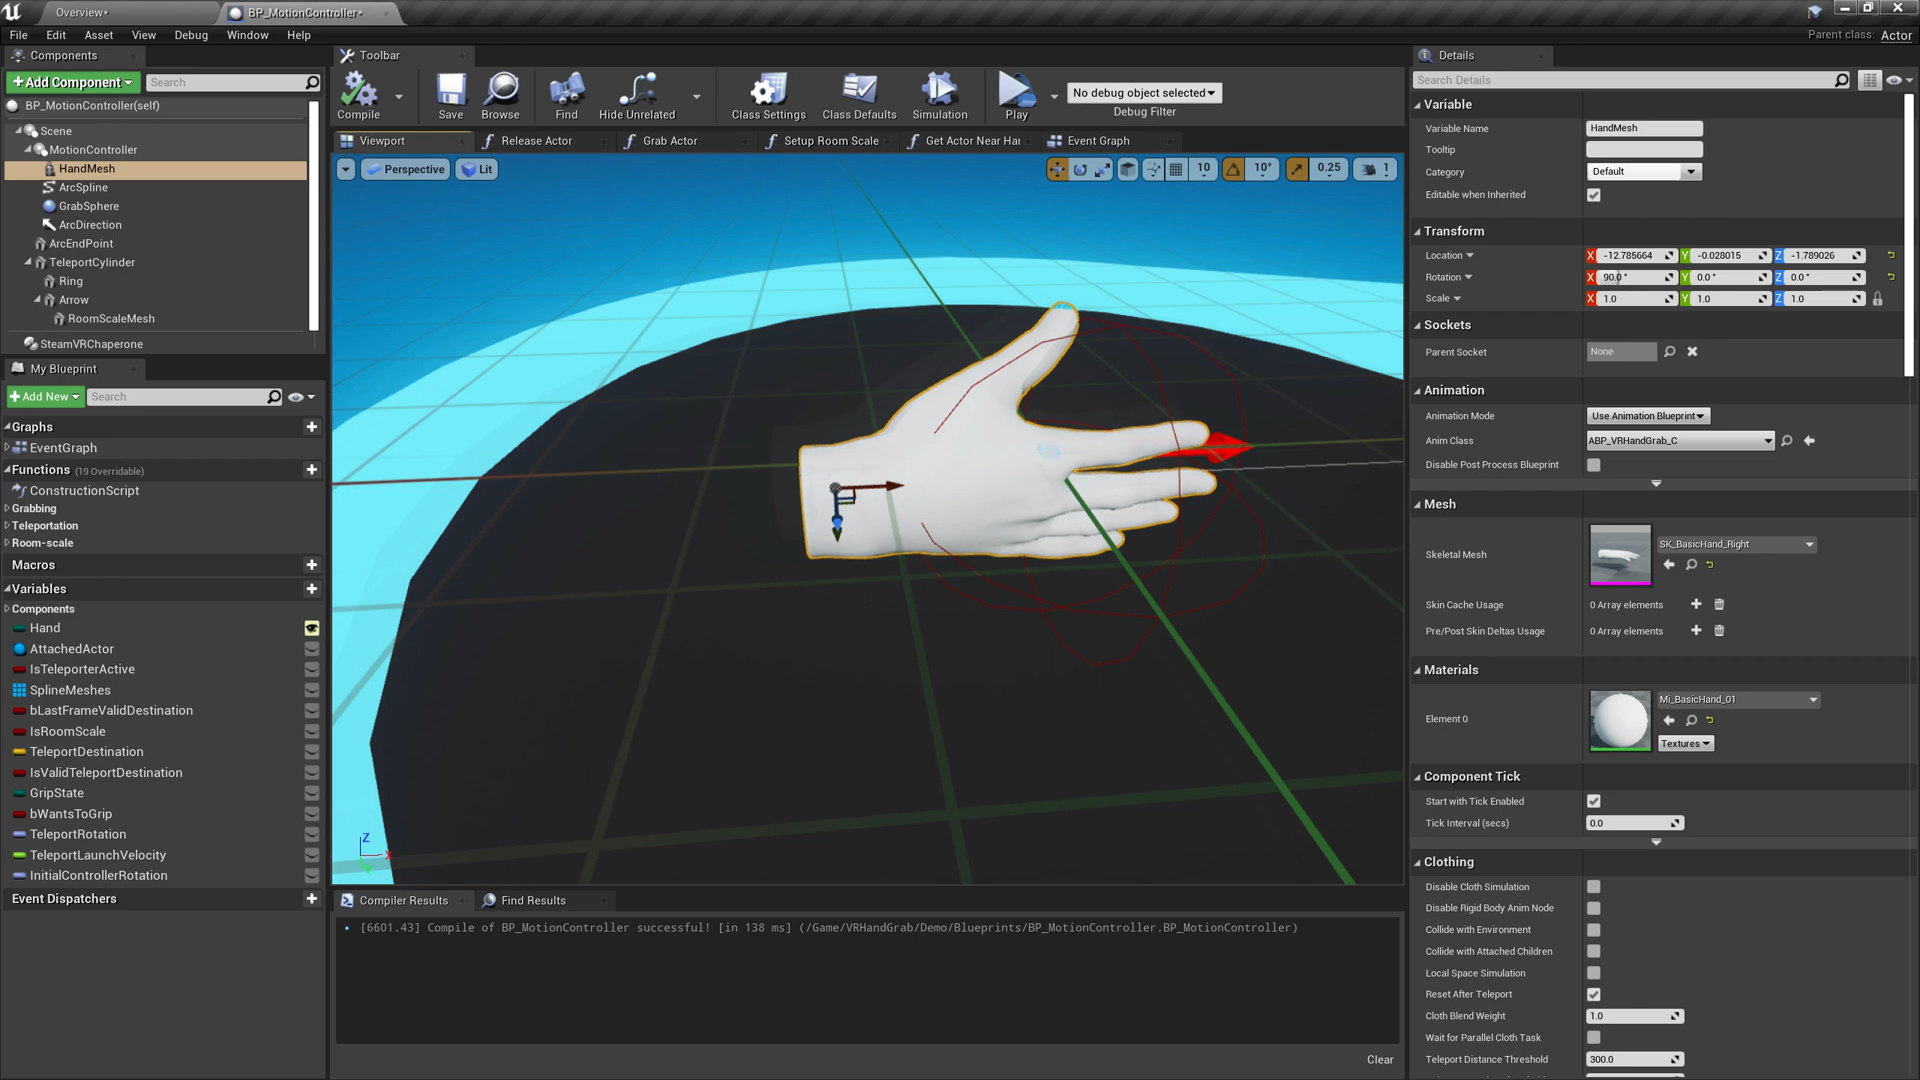 Overview•
BP_MotionController•
File Edit Asset View Debug Window Help
Parent class: Actor
Components
Add Component
Search
BP_MotionController(self)
Scene
MotionController
HandMesh
ArcSpline
GrabSphere
ArcDirection
ArcEndPoint
TeleportCylinder
Ring
Arrow
RoomScaleMesh
SteamVRChaperone
My Blueprint
Add New
Search
Graphs
EventGraph
Functions (19 Overridable)
ConstructionScript
Grabbing
Teleportation
Room-scale
Macros
Variables
Components
Hand
AttachedActor
IsTeleporterActive
SplineMeshes
bLastFrameValidDestination
IsRoomScale
TeleportDestination
IsValidTeleportDestination
GripState
bWantsToGrip
TeleportRotation
TeleportLaunchVelocity
InitialControllerRotation
Event Dispatchers
Toolbar
Compile
Save
Browse
Find
Hide Unrelated
Class Settings
Class Defaults
Simulation
Play
No debug object selected
Debug Filter
Viewport
Release Actor
Grab Actor
Setup Room Scale
Get Actor Near Har
Event Graph
Perspective
Lit
10
10°
0.25
1
Z
X
Y
Compiler Results
Find Results
[6601.43] Compile of BP_MotionController successful! [in 138 ms] (/Game/VRHandGrab/Demo/Blueprints/BP_MotionController.BP_MotionController)
Clear
Details
Search Details
Variable
Variable Name HandMesh
Tooltip
Category Default
Editable when Inherited
Transform
Location X -12.785664 Y -0.028015 Z -1.789026
Rotation X 90.0 ° Y 0.0 ° Z 0.0 °
Scale X 1.0 Y 1.0 Z 1.0
Sockets
Parent Socket None
Animation
Animation Mode Use Animation Blueprint
Anim Class ABP_VRHandGrab_C
Disable Post Process Blueprint
Mesh
Skeletal Mesh SK_BasicHand_Right
Skin Cache Usage 0 Array elements
Pre/Post Skin Deltas Usage 0 Array elements
Materials
Element 0 Mi_BasicHand_01
Textures
Component Tick
Start with Tick Enabled
Tick Interval (secs) 0.0
Clothing
Disable Cloth Simulation
Disable Rigid Body Anim Node
Collide with Environment
Collide with Attached Children
Local Space Simulation
Reset After Teleport
Cloth Blend Weight 1.0
Wait for Parallel Cloth Task
Teleport Distance Threshold 300.0